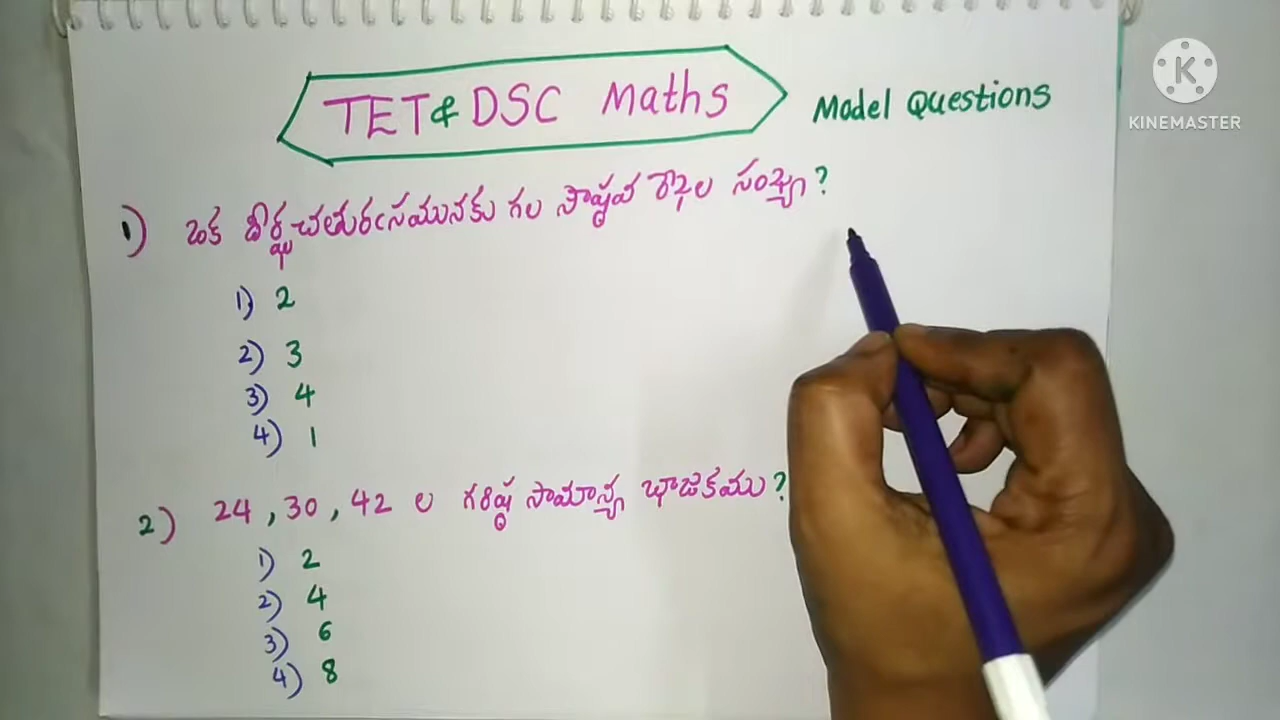 TET & DSC Maths
Model Questions
K
KINEMASTER
1) ఒక దీర్ఘచతురస్రమునకు గల సౌష్ఠవ రేఖల సంఖ్య?
1) 2
2) 3
3) 4
4) 1
2) 24, 30, 42 ల గరిష్ఠ సామాన్య భాజకము?
1) 2
2) 4
3) 6
4) 8